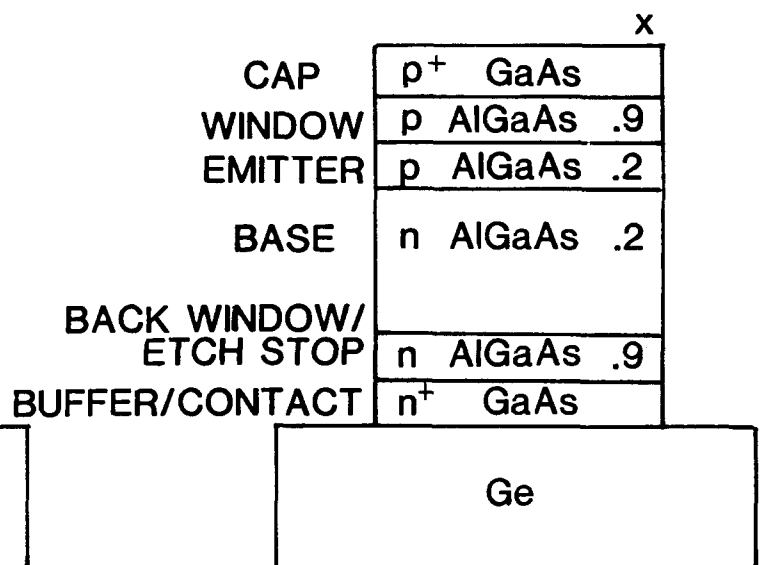 x
CAP p+ GaAs
WINDOW p AlGaAs .9
EMITTER p AlGaAs .2
BASE n AlGaAs .2
BACK WINDOW/
ETCH STOP n AlGaAs .9
BUFFER/CONTACT n+ GaAs
Ge